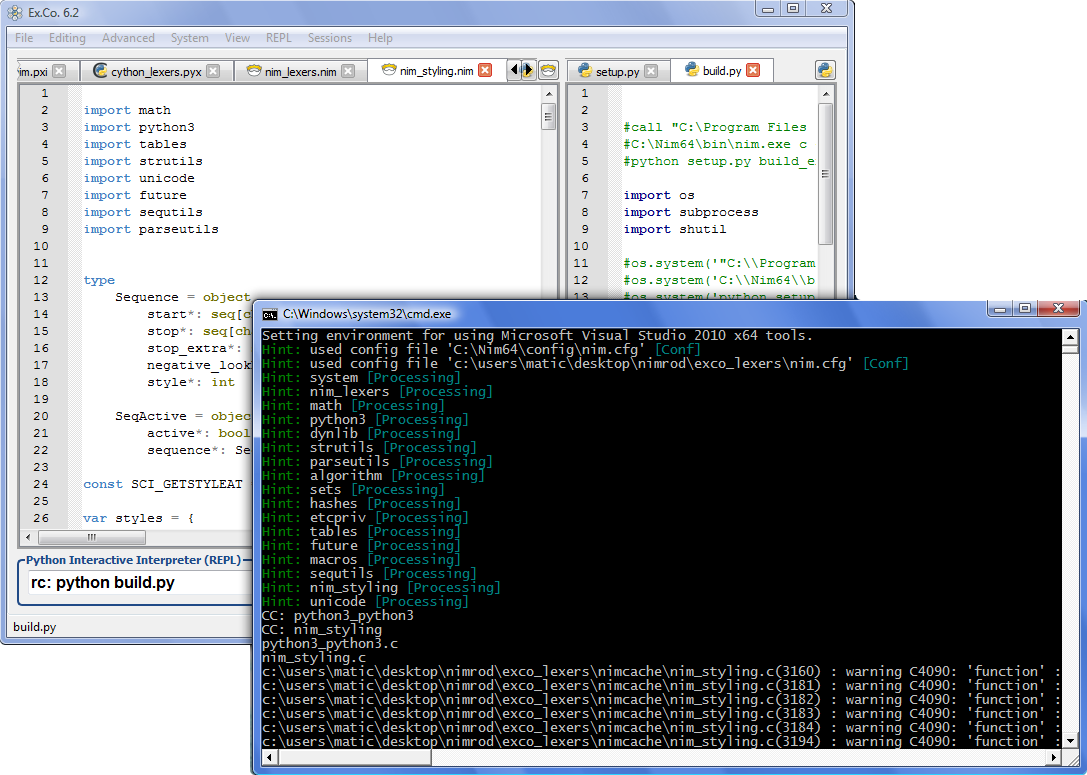 Ex.Co. 6.2
File Editing Advanced System View REPL Sessions Help
im.pxi cython_lexers.pyx nim_lexers.nim nim_styling.nim
1
2 import math
3 import python3
4 import tables
5 import strutils
6 import unicode
7 import future
8 import sequtils
9 import parseutils
10
11
12 type
13 Sequence = object
14 start*: seq[c
15 stop*: seq[ch
16 stop_extra*:
17 negative_look
18 style*: int
19
20 SeqActive = objec
21 active*: bool
22 sequence*: Se
23
24 const SCI_GETSTYLEAT
25
26 var styles = {
setup.py build.py
1
2
3 #call "C:\Program Files
4 #C:\Nim64\bin\nim.exe c
5 #python setup.py build_e
6
7 import os
8 import subprocess
9 import shutil
10
11 #os.system('"C:\\Program
12 #os.system('C:\\Nim64\\b
13 #os.system('python setup
Python Interactive Interpreter (REPL)
rc: python build.py
build.py
C:\Windows\system32\cmd.exe
Setting environment for using Microsoft Visual Studio 2010 x64 tools.
Hint: used config file 'C:\Nim64\config\nim.cfg' [Conf]
Hint: used config file 'c:\users\matic\desktop\nimrod\exco_lexers\nim.cfg' [Conf]
Hint: system [Processing]
Hint: nim_lexers [Processing]
Hint: math [Processing]
Hint: python3 [Processing]
Hint: dynlib [Processing]
Hint: strutils [Processing]
Hint: parseutils [Processing]
Hint: algorithm [Processing]
Hint: sets [Processing]
Hint: hashes [Processing]
Hint: etcpriv [Processing]
Hint: tables [Processing]
Hint: future [Processing]
Hint: macros [Processing]
Hint: sequtils [Processing]
Hint: nim_styling [Processing]
Hint: unicode [Processing]
CC: python3_python3
CC: nim_styling
python3_python3.c
nim_styling.c
c:\users\matic\desktop\nimrod\exco_lexers\nimcache\nim_styling.c(3160) : warning C4090: 'function' :
c:\users\matic\desktop\nimrod\exco_lexers\nimcache\nim_styling.c(3181) : warning C4090: 'function' :
c:\users\matic\desktop\nimrod\exco_lexers\nimcache\nim_styling.c(3182) : warning C4090: 'function' :
c:\users\matic\desktop\nimrod\exco_lexers\nimcache\nim_styling.c(3183) : warning C4090: 'function' :
c:\users\matic\desktop\nimrod\exco_lexers\nimcache\nim_styling.c(3184) : warning C4090: 'function' :
c:\users\matic\desktop\nimrod\exco_lexers\nimcache\nim_styling.c(3194) : warning C4090: 'function' :